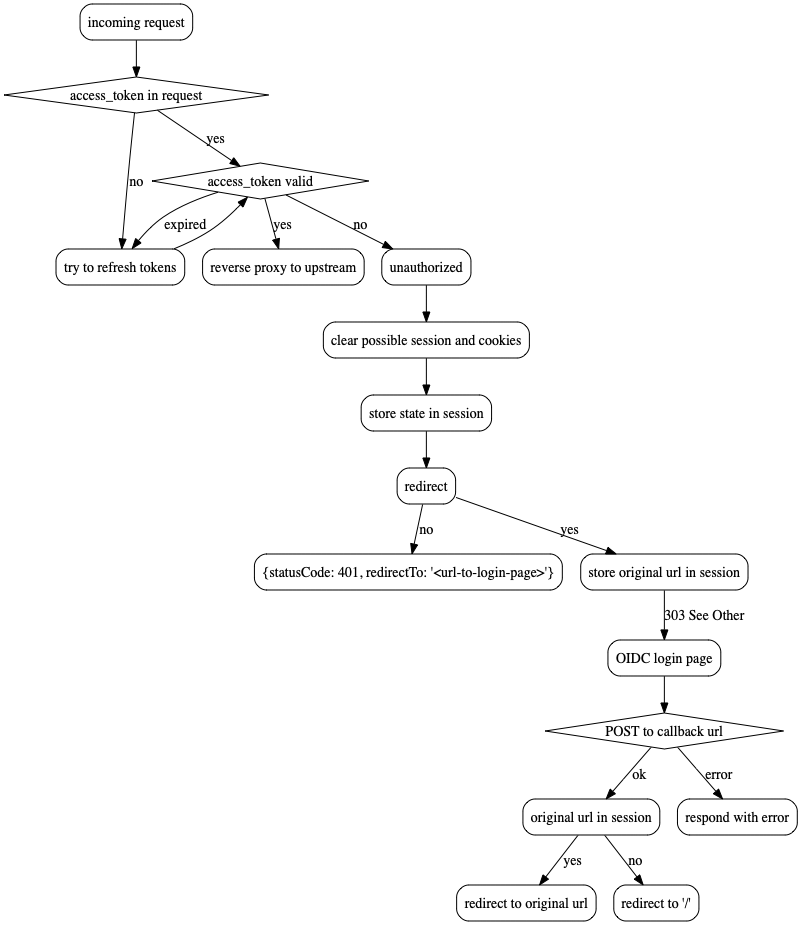 incoming request
access_token in request
yes
no
access_token valid
expired
yes
no
try to refresh tokens
reverse proxy to upstream
unauthorized
clear possible session and cookies
store state in session
redirect
no
yes
{statusCode: 401, redirectTo: '<url-to-login-page>'}
store original url in session
303 See Other
OIDC login page
POST to callback url
ok
error
original url in session
respond with error
yes
no
redirect to original url
redirect to '/'